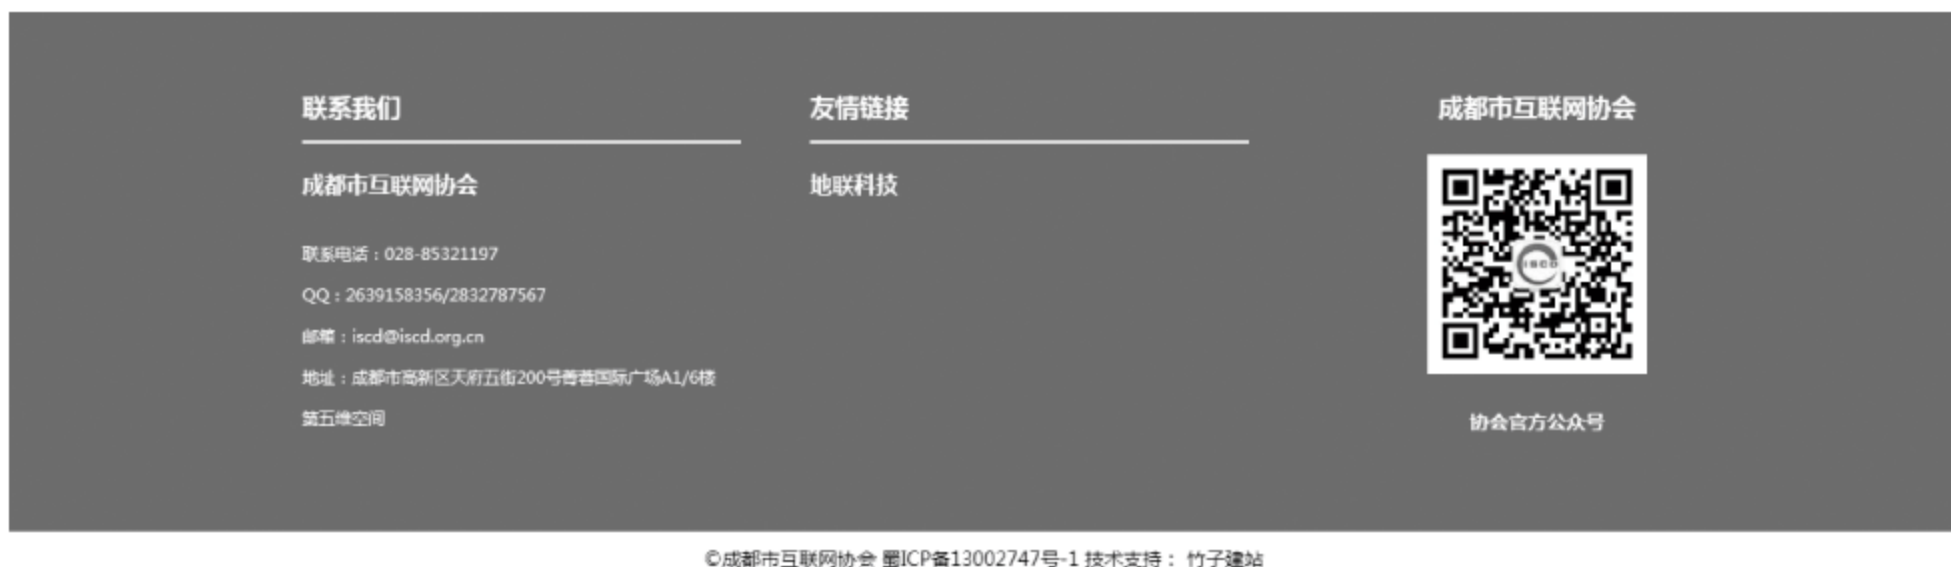 联系我们
成都市互联网协会
联系电话：028-85321197
QQ：2639158356/2832787567
邮箱：iscd@iscd.org.cn
地址：成都市高新区天府五街200号菁蓉国际广场A1/6楼
第五维空间
友情链接
地联科技
成都市互联网协会
ISCD
协会官方公众号
©成都市互联网协会 蜀ICP备13002747号-1 技术支持： 竹子建站